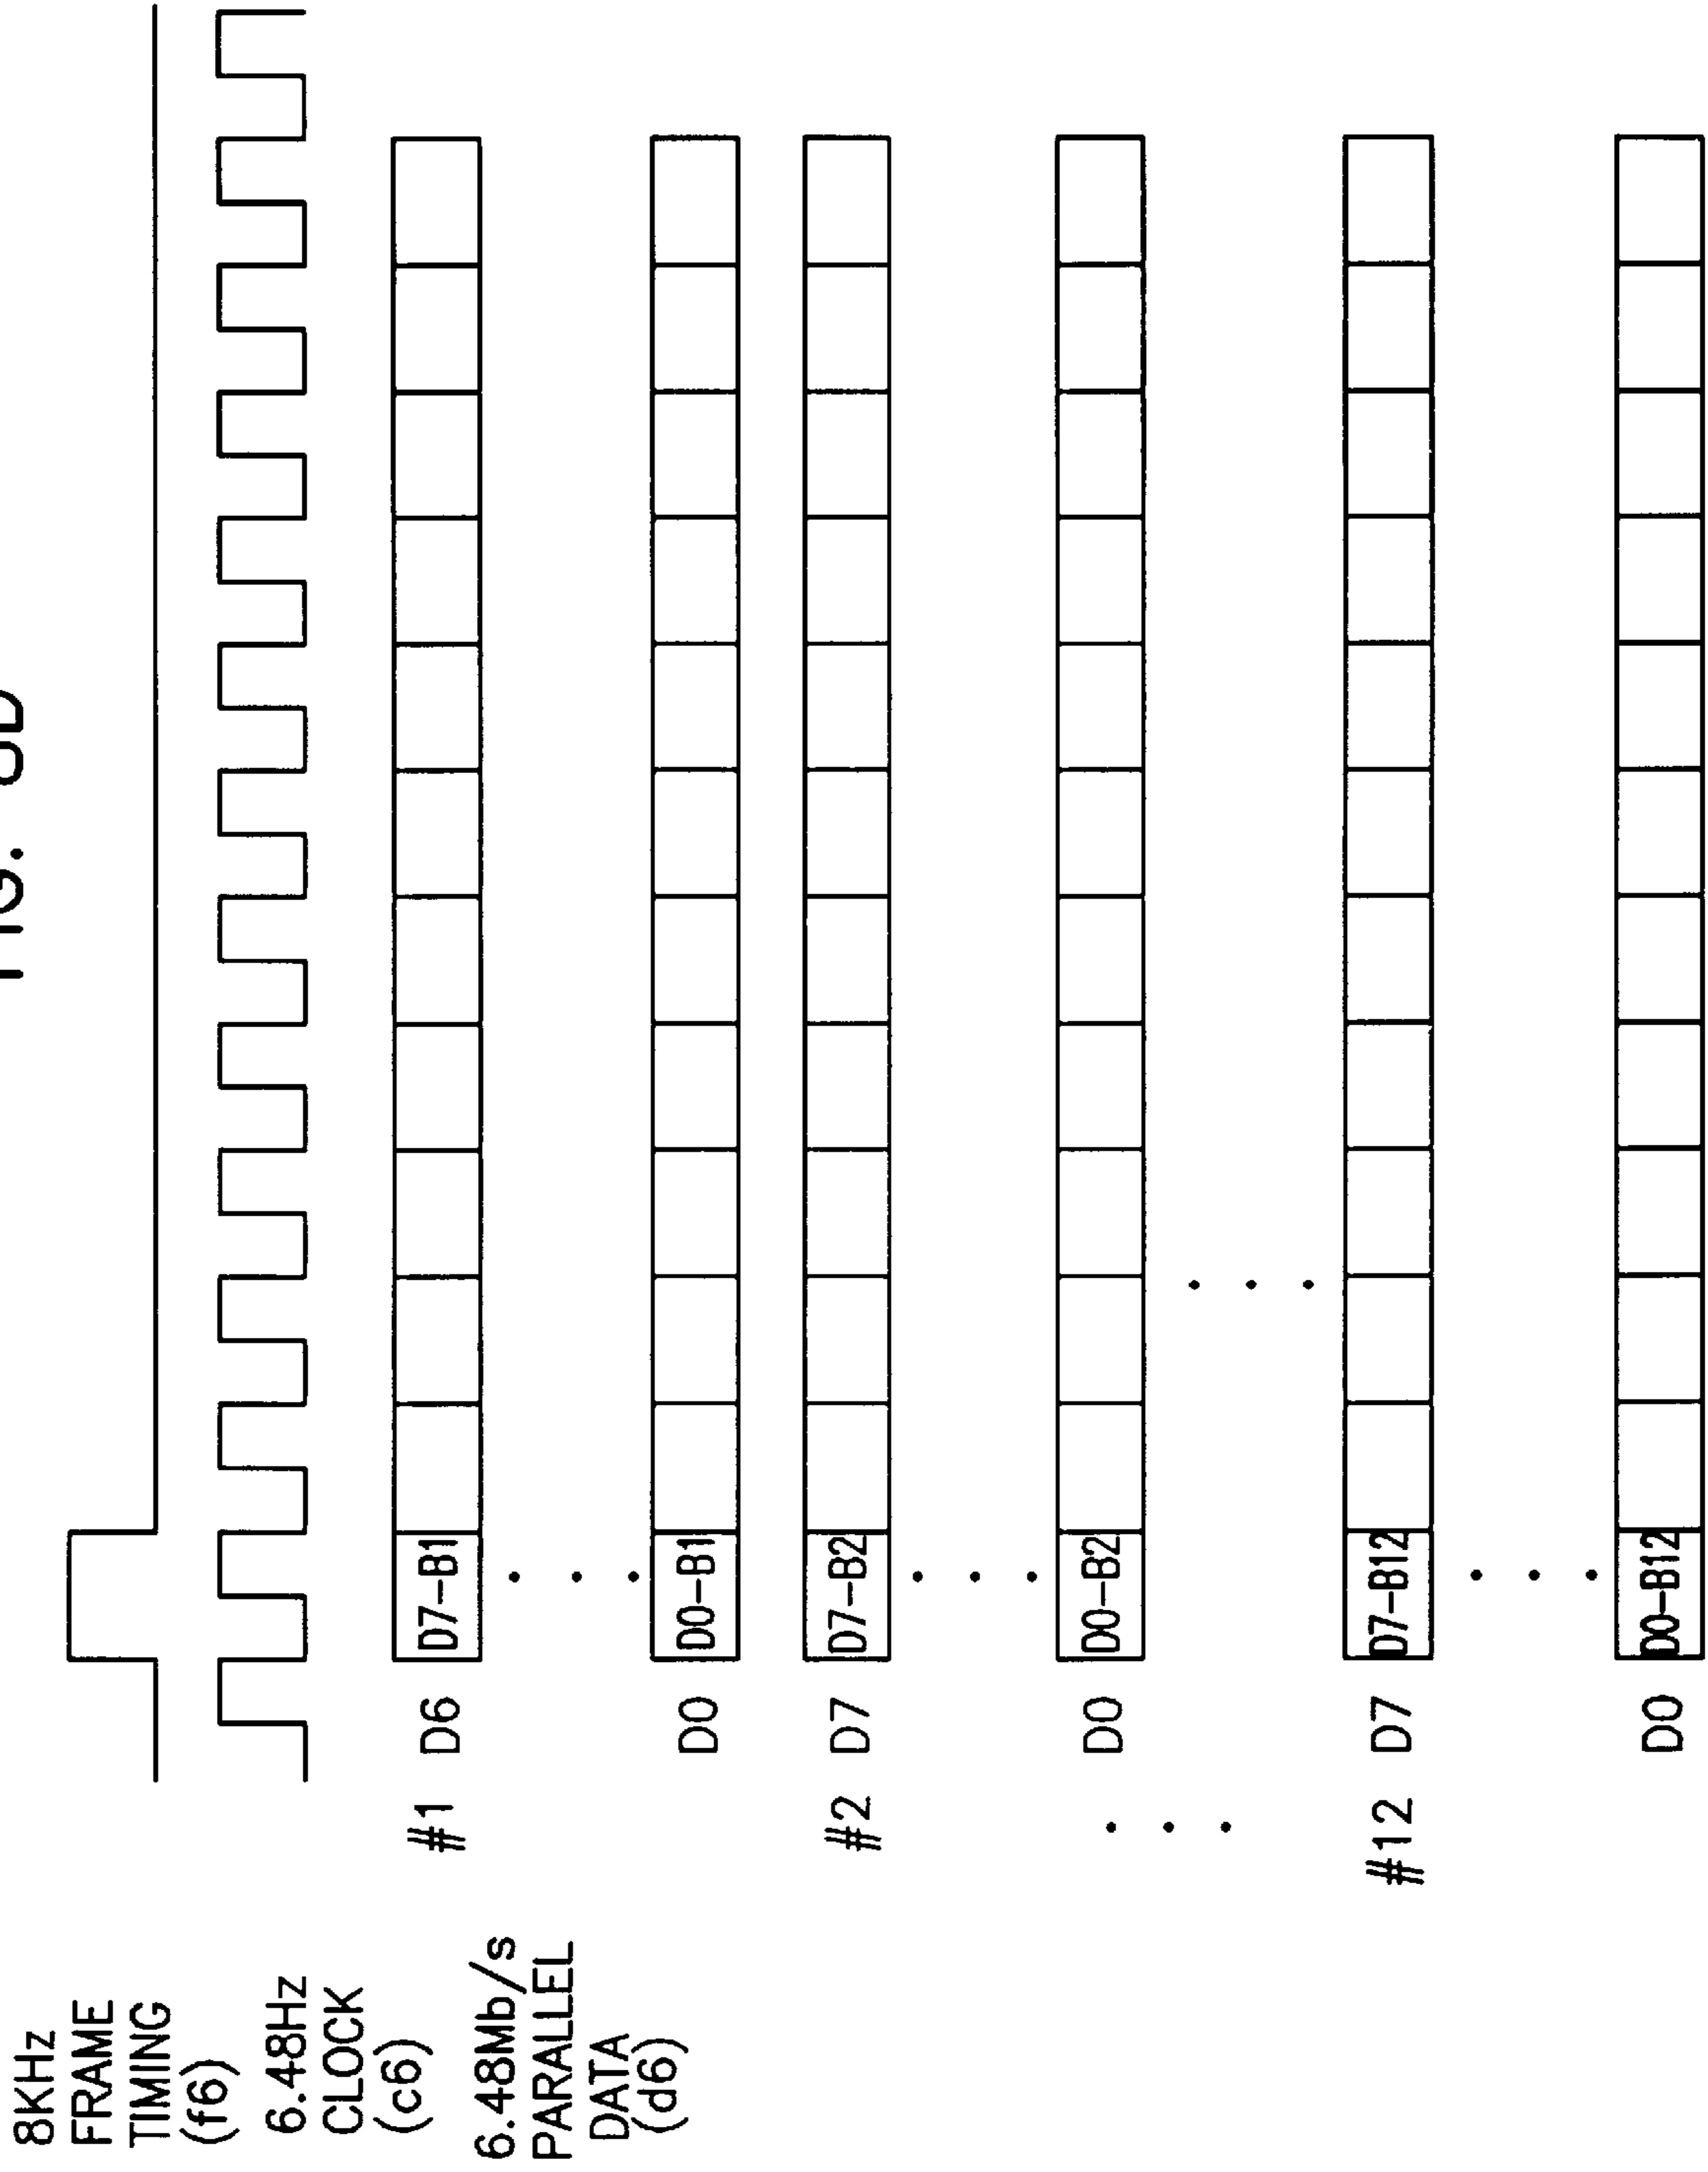 FIG.
8KHz
FRAME
TIMING
(f6)
6.48Hz
CLOCK
(c6)
6.48Mb/s
PARALLEL
DATA
(d6)
#1 D6 D7-B1
D0 D0-B1
#2 D7 D7-B2
D0 D0-B2
#12 D7 D7-B12
D0 D0-B12